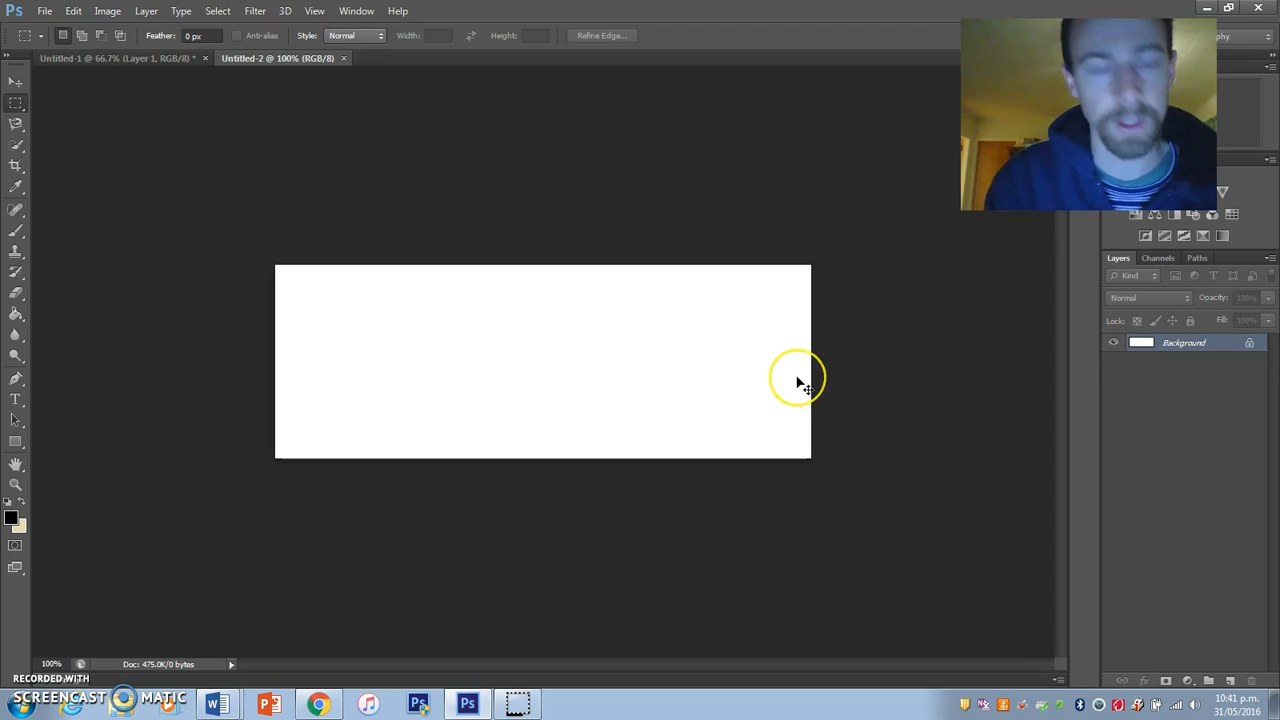 Ps File Edit Image Layer Type Select Filter 3D View Window Help
Feather: 0 px Anti-alias Style: Normal Width: Height: Refine Edge... phy
Untitled-1 @ 66.7% (Layer 1, RGB/8) * × Untitled-2 @ 100% (RGB/8) ×
Layers Channels Paths
Kind
Normal Opacity: 100%
Lock: Fill: 100%
Background
100% Doc: 475.0K/0 bytes
RECORDED WITH
SCREENCAST MATIC
10:41 p.m.
31/05/2016